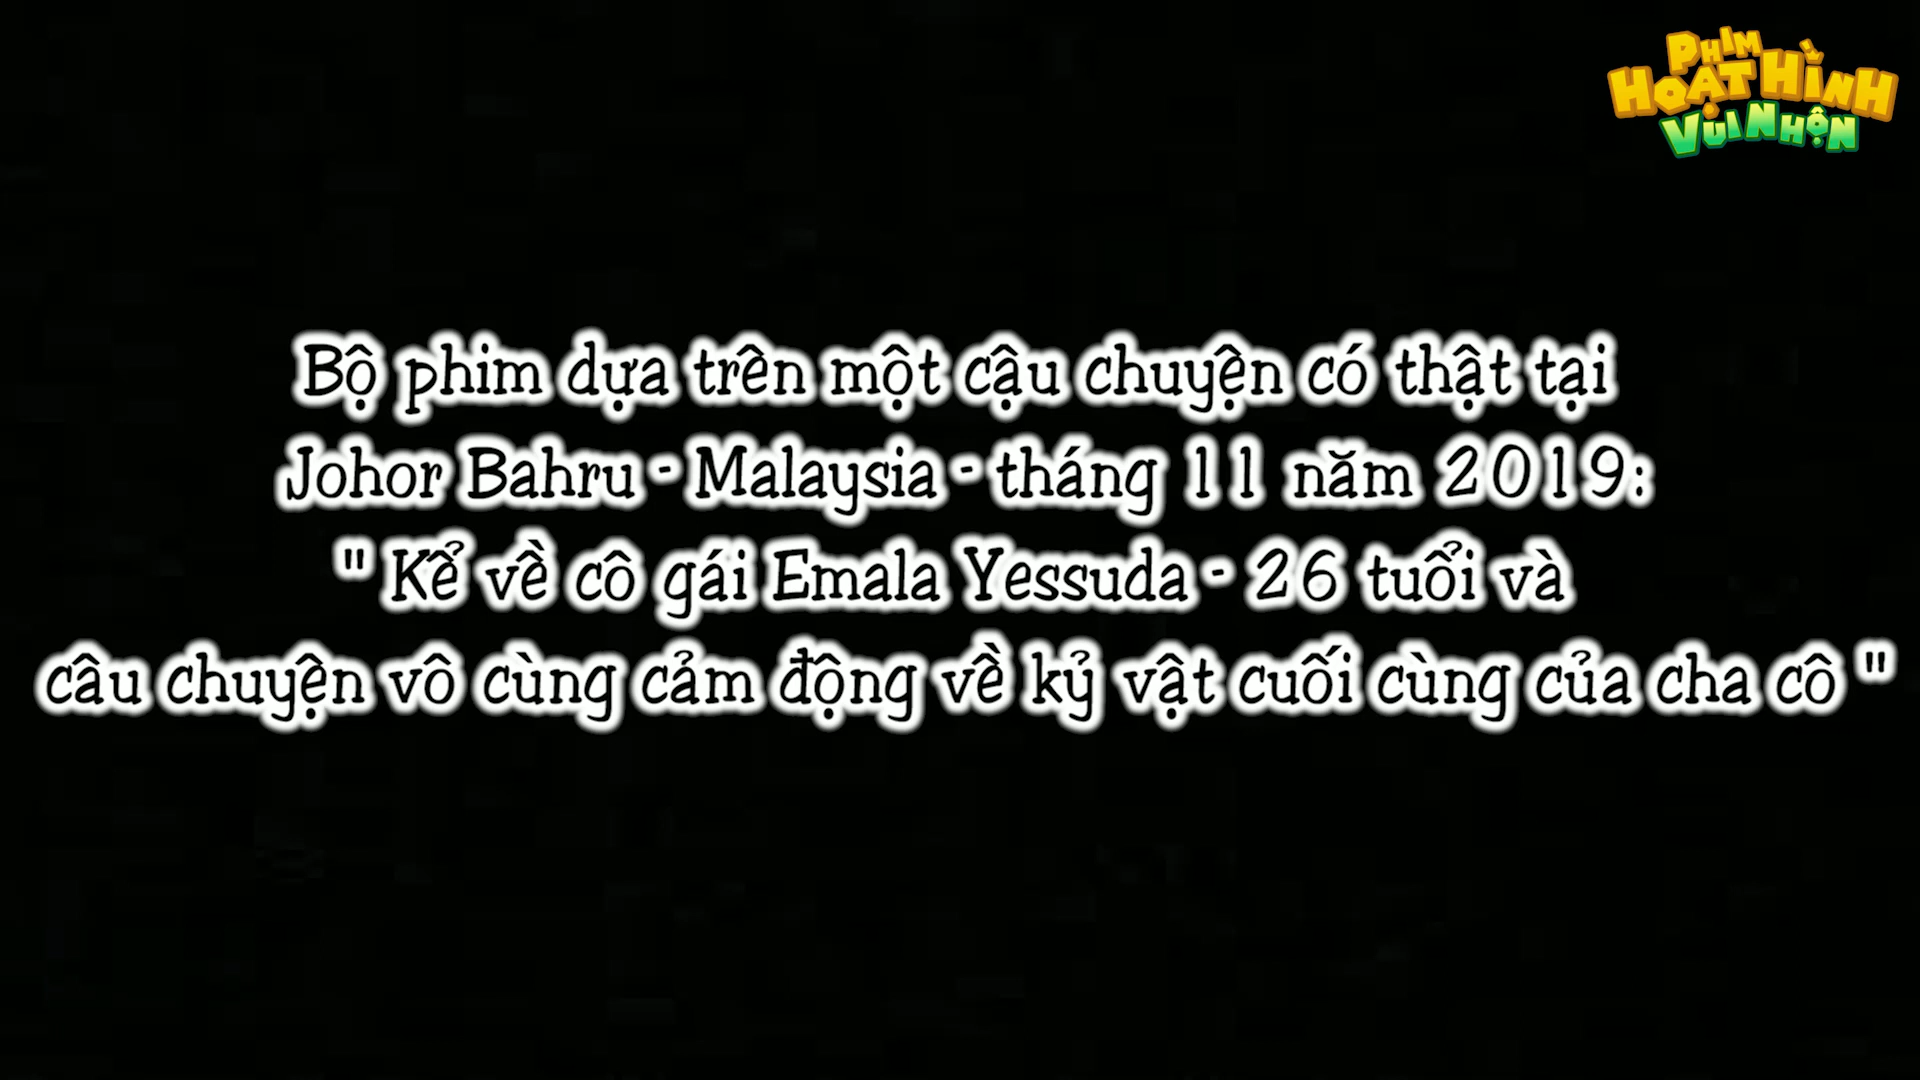 PHIM
HOẠT HÌNH
VUI NHỘN
Bộ phim dựa trên một cậu chuyện có thật tại
Johor Bahru - Malaysia - tháng 11 năm 2019:
" Kể về cô gái Emala Yessuda - 26 tuổi và
câu chuyện vô cùng cảm động về kỷ vật cuối cùng của cha cô "